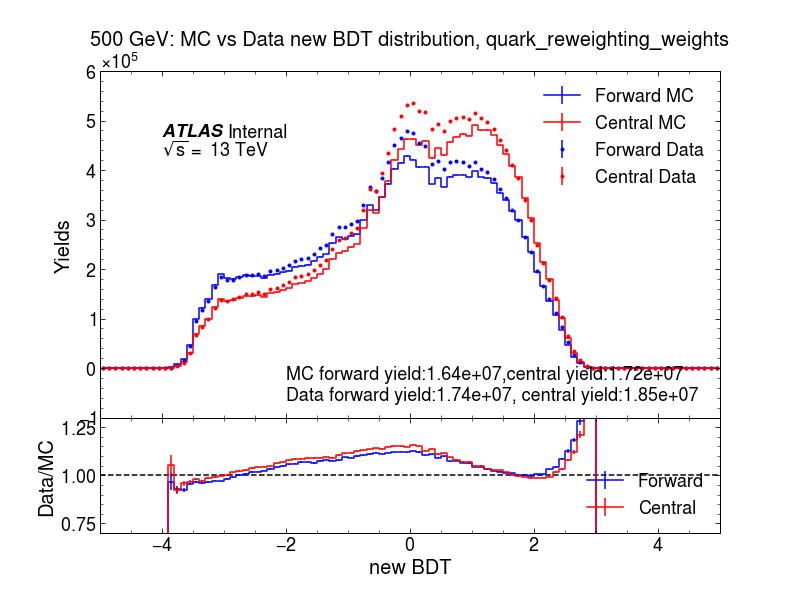 500 GeV: MC vs Data new BDT distribution, quark_reweighting_weights
×10⁵
6
5
4
3
2
1
0
−1
Yields
ATLAS Internal
√s = 13 TeV
Forward MC
Central MC
Forward Data
Central Data
MC forward yield:1.64e+07,central yield:1.72e+07
Data forward yield:1.74e+07, central yield:1.85e+07
1.25
1.00
0.75
Data/MC
Forward
Central
−4 −2 0 2 4
new BDT